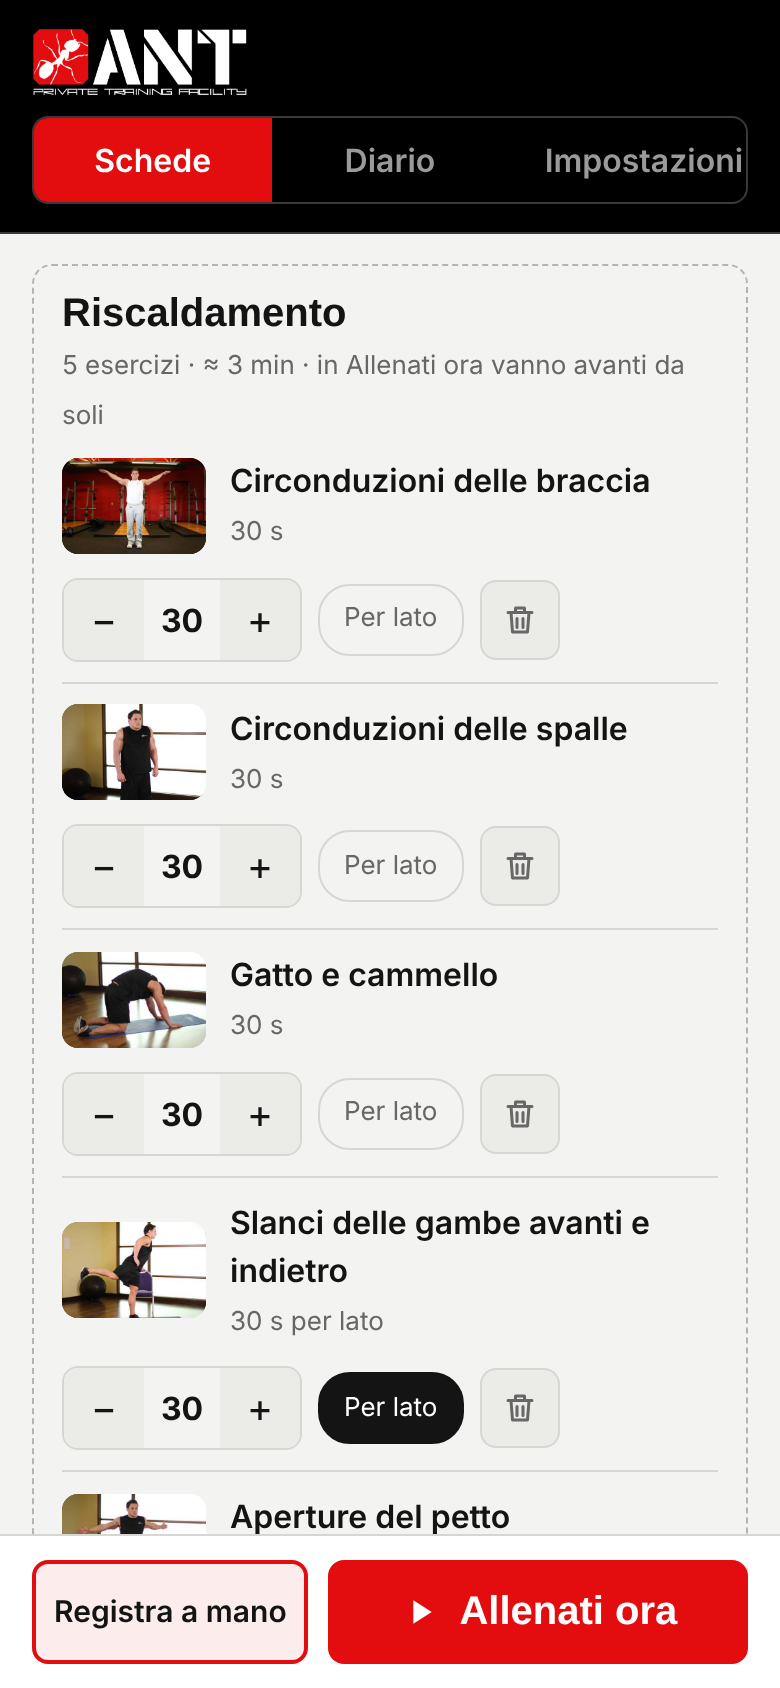 ANT
PRIVATE TRAINING FACILITY
Schede
Diario
Impostazioni
Riscaldamento
5 esercizi · ≈ 3 min · in Allenati ora vanno avanti da
soli
Circonduzioni delle braccia
30 s
− 30 + Per lato
Circonduzioni delle spalle
30 s
− 30 + Per lato
Gatto e cammello
30 s
− 30 + Per lato
Slanci delle gambe avanti e
indietro
30 s per lato
− 30 + Per lato
Aperture del petto
Registra a mano
Allenati ora